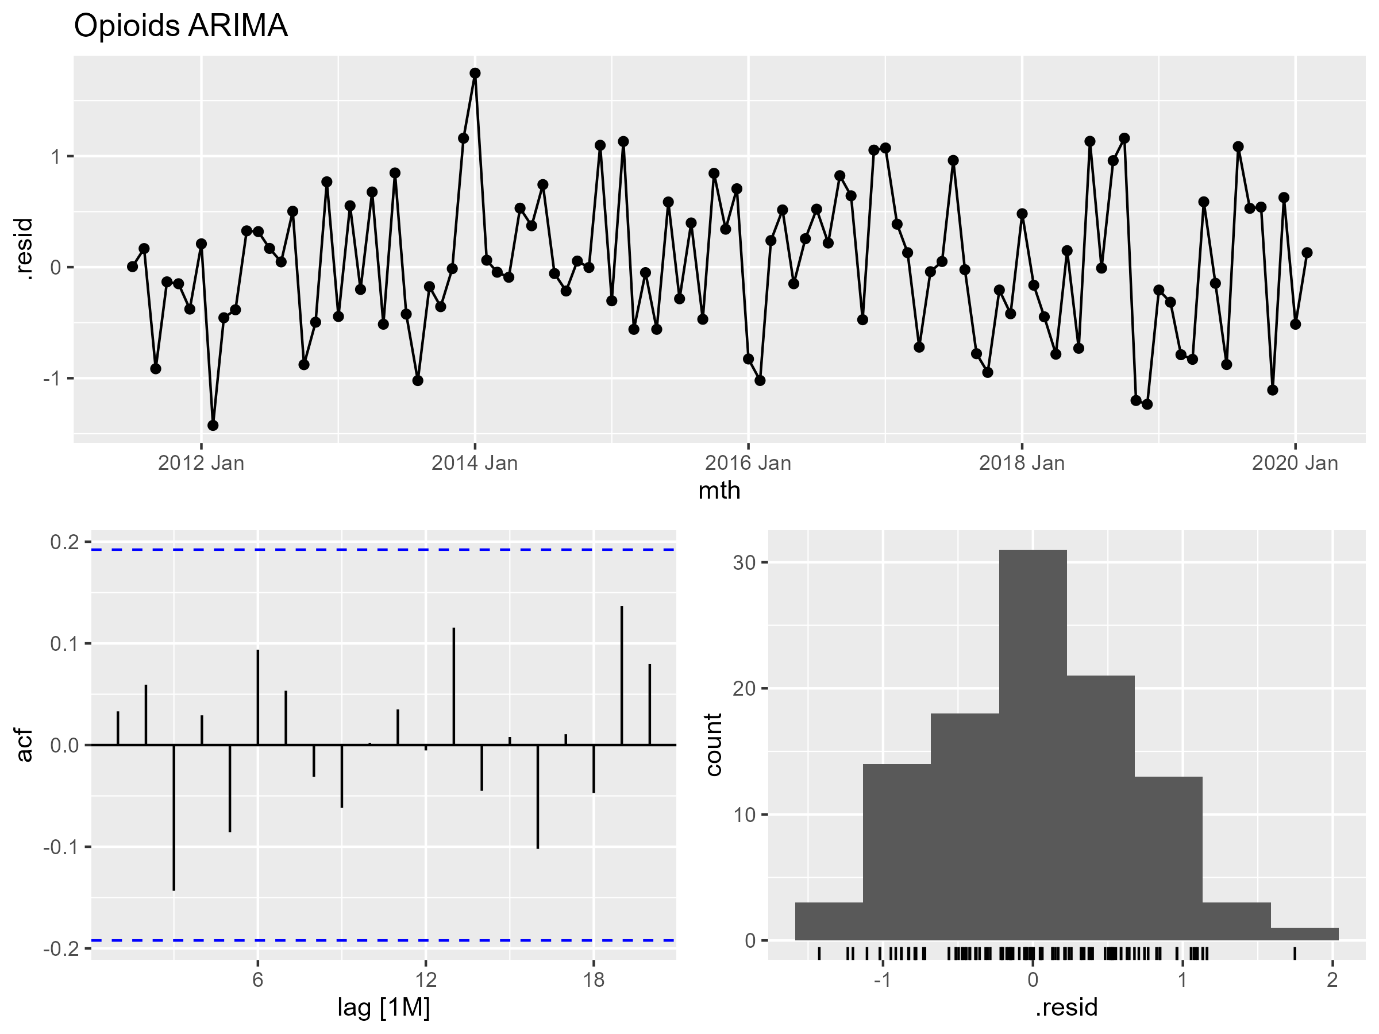 Opioids ARIMA
1
0
-1
.resid
2012 Jan 2014 Jan 2016 Jan 2018 Jan 2020 Jan
mth
0.2
0.1
0.0
-0.1
-0.2
acf
6 12 18
lag [1M]
30
20
10
0
count
-1 0 1 2
.resid